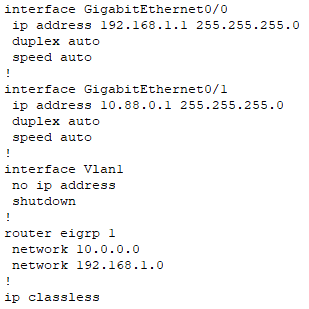 interface GigabitEthernet0/0
 ip address 192.168.1.1 255.255.255.0
 duplex auto
 speed auto
!
interface GigabitEthernet0/1
 ip address 10.88.0.1 255.255.255.0
 duplex auto
 speed auto
!
interface Vlan1
 no ip address
 shutdown
!
router eigrp 1
 network 10.0.0.0
 network 192.168.1.0
!
ip classless